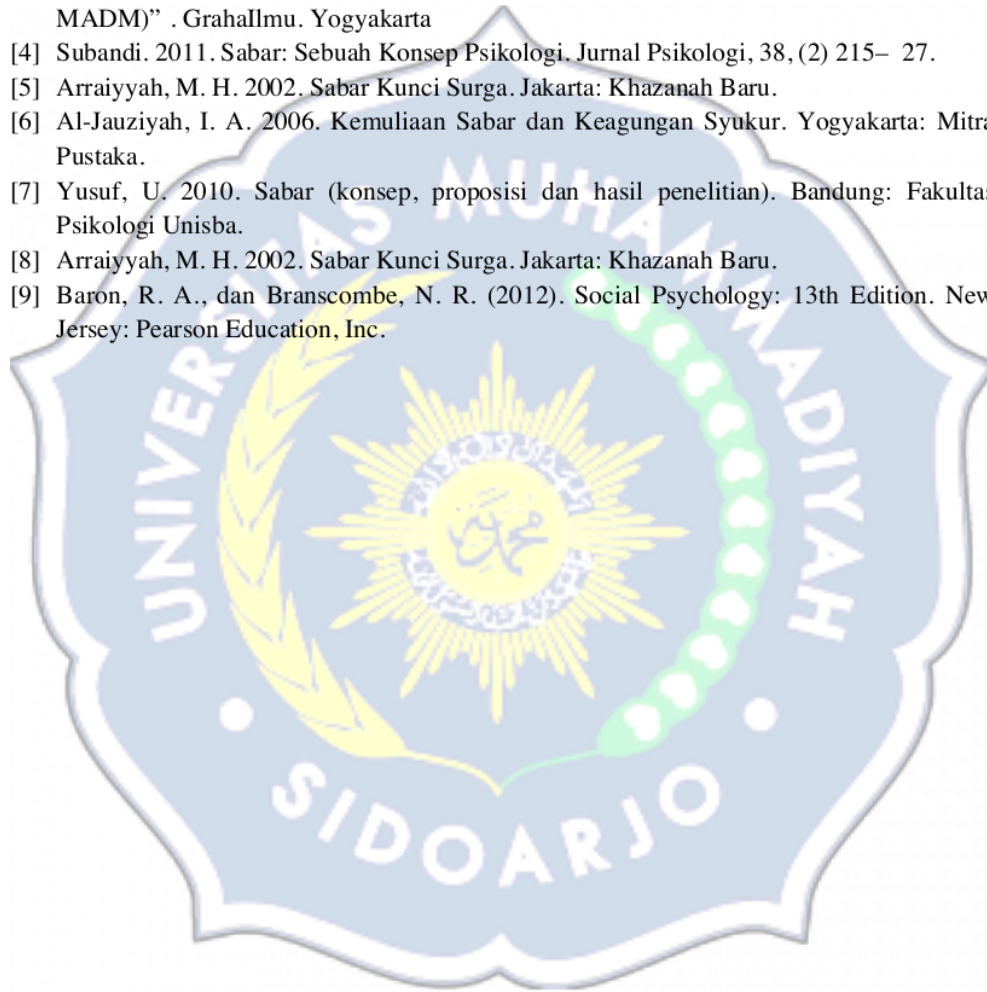 MADM)” . GrahaIlmu. Yogyakarta
[4] Subandi. 2011. Sabar: Sebuah Konsep Psikologi. Jurnal Psikologi, 38, (2) 215– 27.
[5] Arraiyyah, M. H. 2002. Sabar Kunci Surga. Jakarta: Khazanah Baru.
[6] Al-Jauziyah, I. A. 2006. Kemuliaan Sabar dan Keagungan Syukur. Yogyakarta: Mitra
Pustaka.
[7] Yusuf, U. 2010. Sabar (konsep, proposisi dan hasil penelitian). Bandung: Fakultas
Psikologi Unisba.
[8] Arraiyyah, M. H. 2002. Sabar Kunci Surga. Jakarta: Khazanah Baru.
[9] Baron, R. A., dan Branscombe, N. R. (2012). Social Psychology: 13th Edition. New
Jersey: Pearson Education, Inc.
UNIVERSITAS MUHAMMADIYAH
SIDOARJO
محمدية